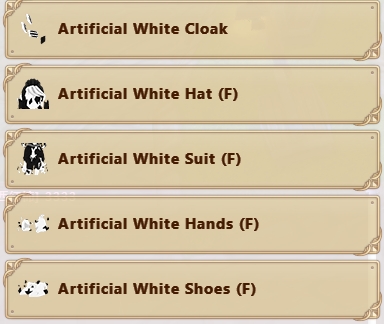 Artificial White Cloak
Artificial White Hat (F)
Artificial White Suit (F)
Artificial White Hands (F)
Artificial White Shoes (F)